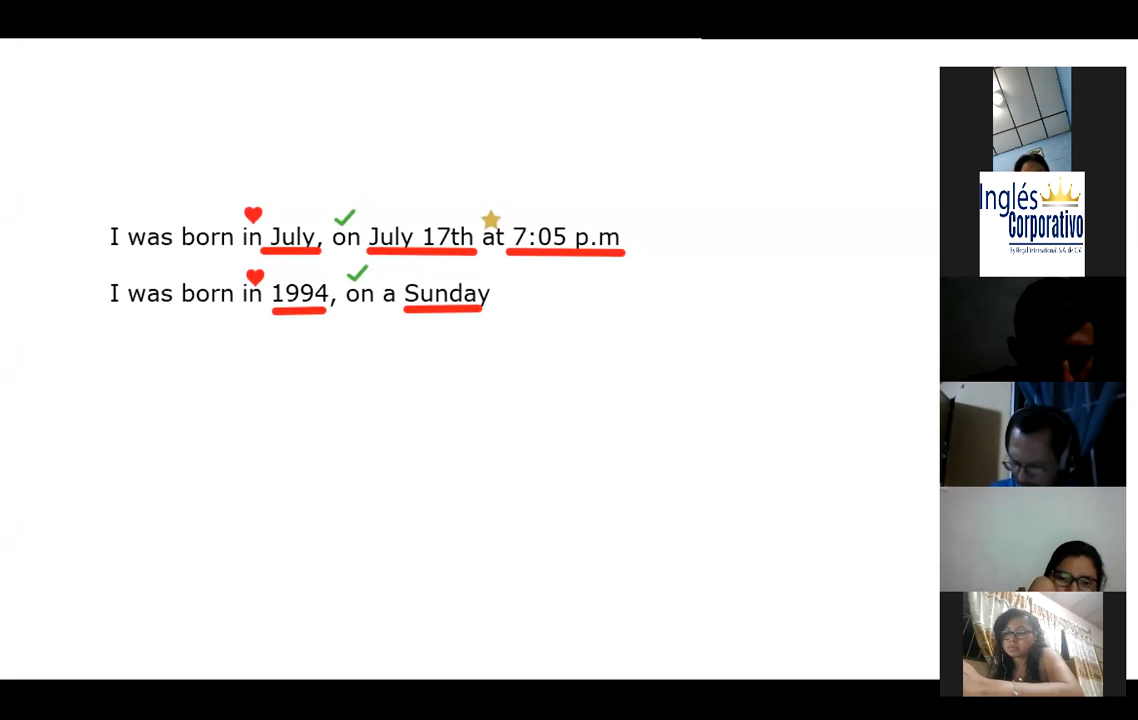 I was born in July, on July 17th at 7:05 p.m
I was born in 1994, on a Sunday
Inglés
Corporativo